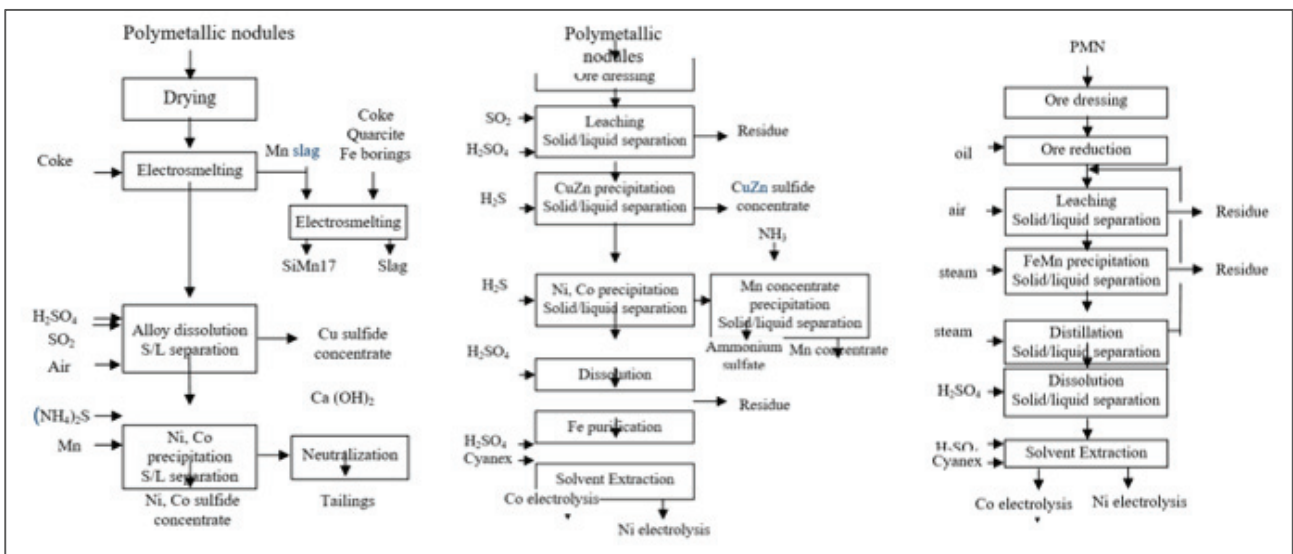 Polymetallic nodules
Drying
Coke
Quarcite
Fe borings
Mn slag
Coke
Electrosmelting
Electrosmelting
SiMn17
Slag
H2SO4
SO2
Air
Alloy dissolution
S/L separation
Cu sulfide
concentrate
Ca (OH)2
(NH4)2S
Mn
Ni, Co
precipitation
S/L separation
Neutralization
Ni, Co sulfide
concentrate
Tailings
Polymetallic
nodules
Ore dressing
SO2
H2SO4
Leaching
Solid/liquid separation
Residue
H2S
CuZn precipitation
Solid/liquid separation
CuZn sulfide
concentrate
NH3
H2S
Ni, Co precipitation
Solid/liquid separation
Mn concentrate
precipitation
Solid/liquid separation
Ammonium
sulfate
Mn concentrate
H2SO4
Dissolution
Residue
Fe purification
H2SO4
Cyanex
Solvent Extraction
Co electrolysis
Ni electrolysis
PMN
Ore dressing
oil
Ore reduction
air
Leaching
Solid/liquid separation
Residue
steam
FeMn precipitation
Solid/liquid separation
Residue
steam
Distillation
Solid/liquid separation
H2SO4
Dissolution
Solid/liquid separation
Cyanex
Solvent Extraction
Co electrolysis
Ni electrolysis